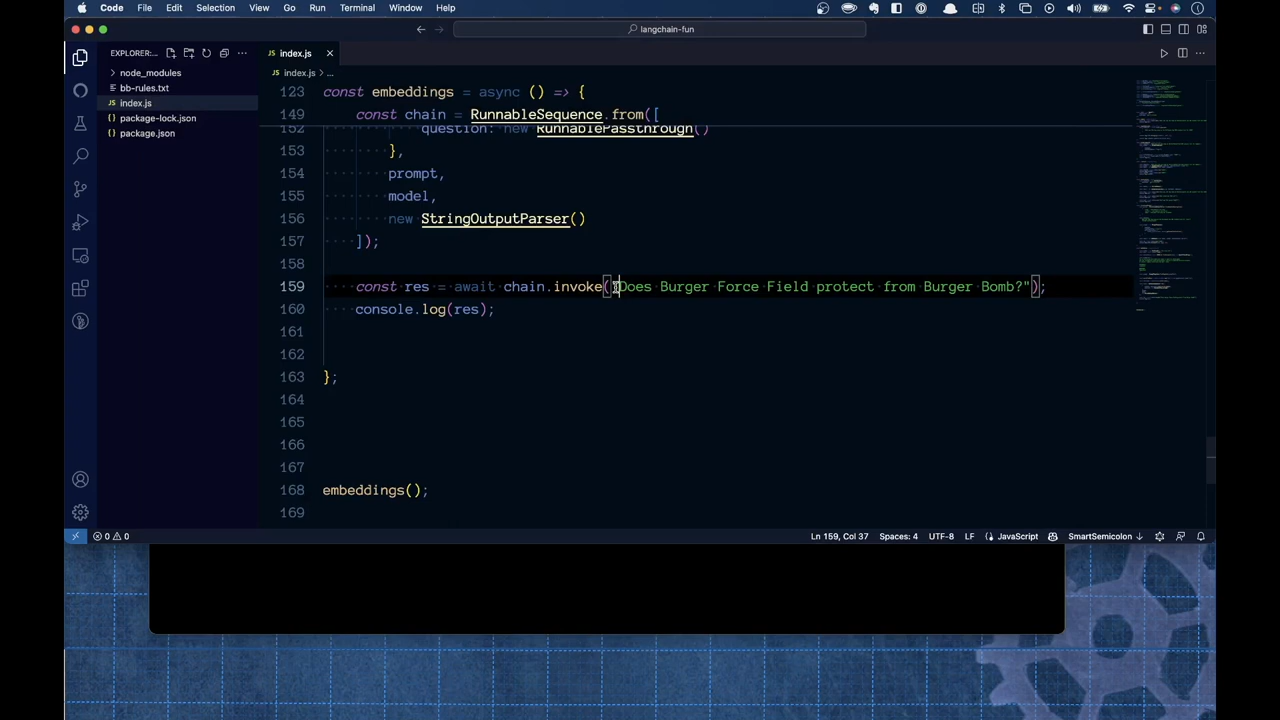 Code File Edit Selection View Go Run Terminal Window Help
langchain-fun
EXPLORER:... index.js
index.js > ...
node_modules
bb-rules.txt
index.js
package-lock.json
package.json
123 const embeddings = async () => {
149 const chain = RunnableSequence.from([
152 question: new RunnablePassthrough()
153 },
154 prompt,
155 model,
156 new StringOutputParser()
157 ]);
158
159 const res = await chain.invoke("Does Burger Force Field protect from Burger Bomb?");
160 console.log(res);
161
162
163 };
164
165
166
167
168 embeddings();
169
0 0 Ln 159, Col 37 Spaces: 4 UTF-8 LF JavaScript SmartSemicolon